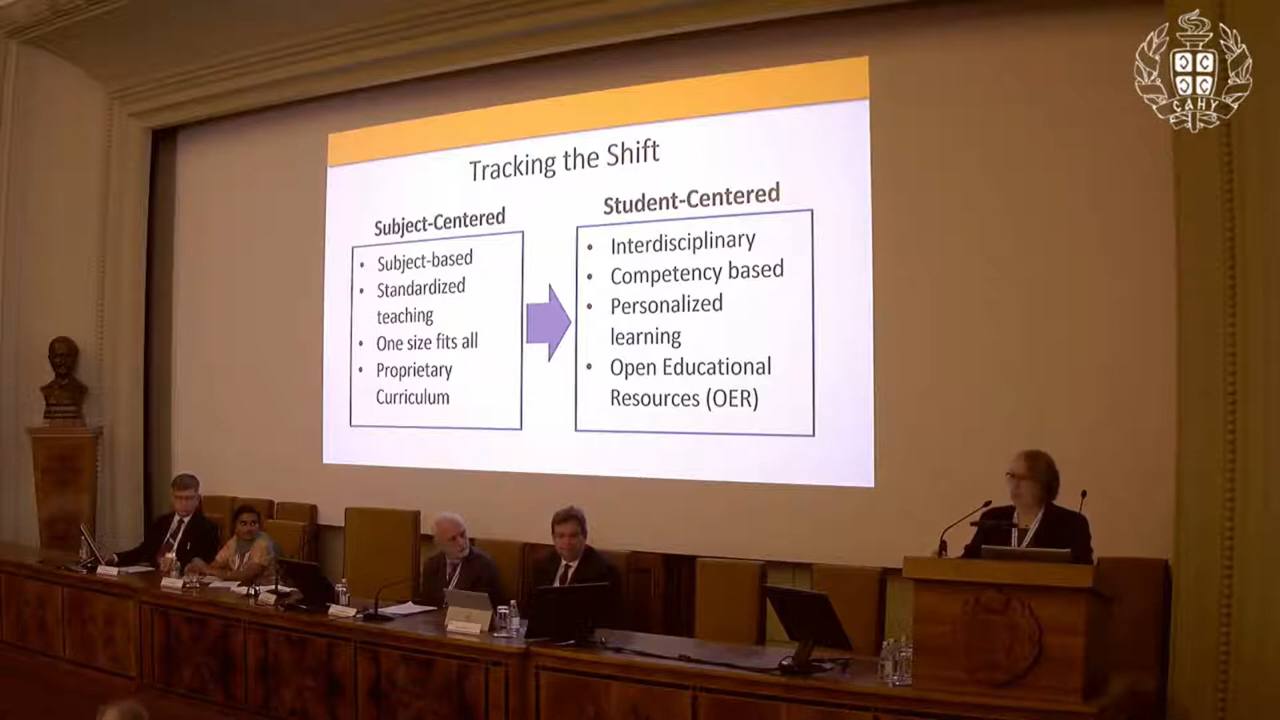 Tracking the Shift
Subject-Centered
• Subject-based
• Standardized
teaching
• One size fits all
• Proprietary
Curriculum
Student-Centered
• Interdisciplinary
• Competency based
• Personalized
learning
• Open Educational
Resources (OER)
САНУ